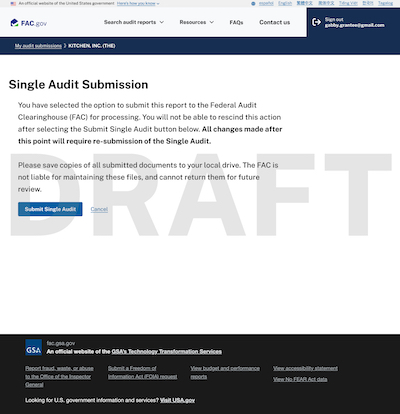 An official website of the United States government Here's how you know
español English 繁體中文 简体中文 Tiếng việt 한국어 Tagalog
FAC.gov
Search audit reports Resources FAQs Contact us
Sign out
gabby.grantee@gmail.com
My audit submissions > KITCHEN, INC. (THE)
Single Audit Submission
You have selected the option to submit this report to the Federal Audit
Clearinghouse (FAC) for processing. You will not be able to rescind this action
after selecting the Submit Single Audit button below. All changes made after
this point will require re-submission of the Single Audit.
DRAFT
Please save copies of all submitted documents to your local drive. The FAC is
not liable for maintaining these files, and cannot return them for future
review.
Submit Single Audit Cancel
GSA
fac.gsa.gov
An official website of the GSA's Technology Transformation Services
Report fraud, waste, or abuse
to the Office of the Inspector
General
Submit a Freedom of
Information Act (FOIA) request
View budget and performance
reports
View accessibility statement
View No FEAR Act data
Looking for U.S. government information and services? Visit USA.gov